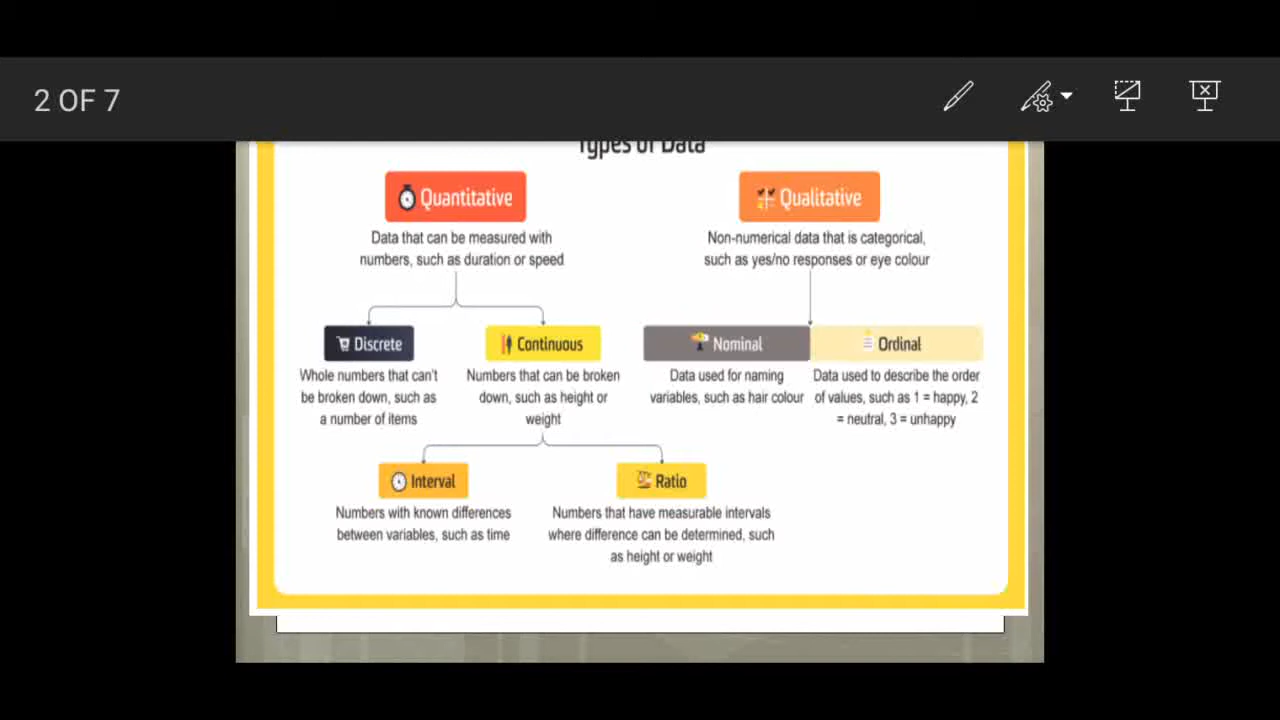 2 OF 7
Types of Data
Quantitative
Data that can be measured with
numbers, such as duration or speed
Qualitative
Non-numerical data that is categorical,
such as yes/no responses or eye colour
Discrete
Whole numbers that can't
be broken down, such as
a number of items
Continuous
Numbers that can be broken
down, such as height or
weight
Nominal
Data used for naming
variables, such as hair colour
Ordinal
Data used to describe the order
of values, such as 1 = happy, 2
= neutral, 3 = unhappy
Interval
Numbers with known differences
between variables, such as time
Ratio
Numbers that have measurable intervals
where difference can be determined, such
as height or weight